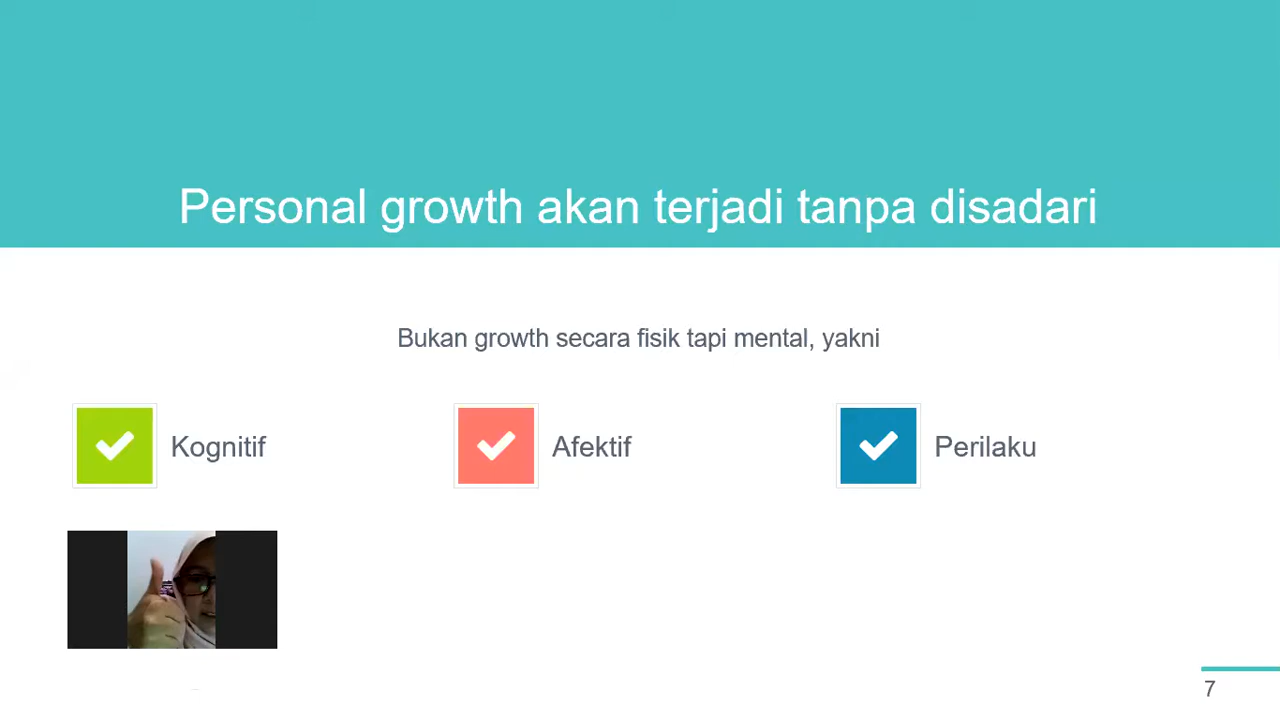 Personal growth akan terjadi tanpa disadari
Bukan growth secara fisik tapi mental, yakni
Kognitif
Afektif
Perilaku
7